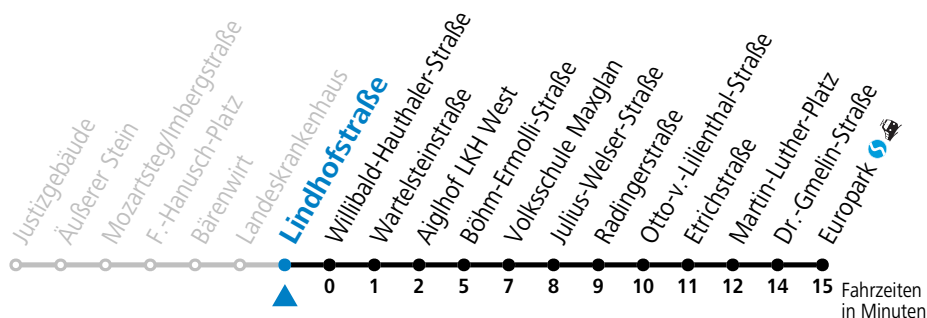 Justizgebäude
Äußerer Stein
Mozartsteg/Imbergstraße
F.-Hanusch-Platz
Bärenwirt
Landeskrankenhaus
Lindhofstraße
Willibald-Hauthaler-Straße
Wartelsteinstraße
Aiglhof LKH West
Böhm-Ermolli-Straße
Volksschule Maxglan
Julius-Welser-Straße
Radingerstraße
Otto-v.-Lilienthal-Straße
Etrichstraße
Martin-Luther-Platz
Dr.-Gmelin-Straße
Europark
0 1 2 5 7 8 9 10 11 12 14 15
Fahrzeiten
in Minuten